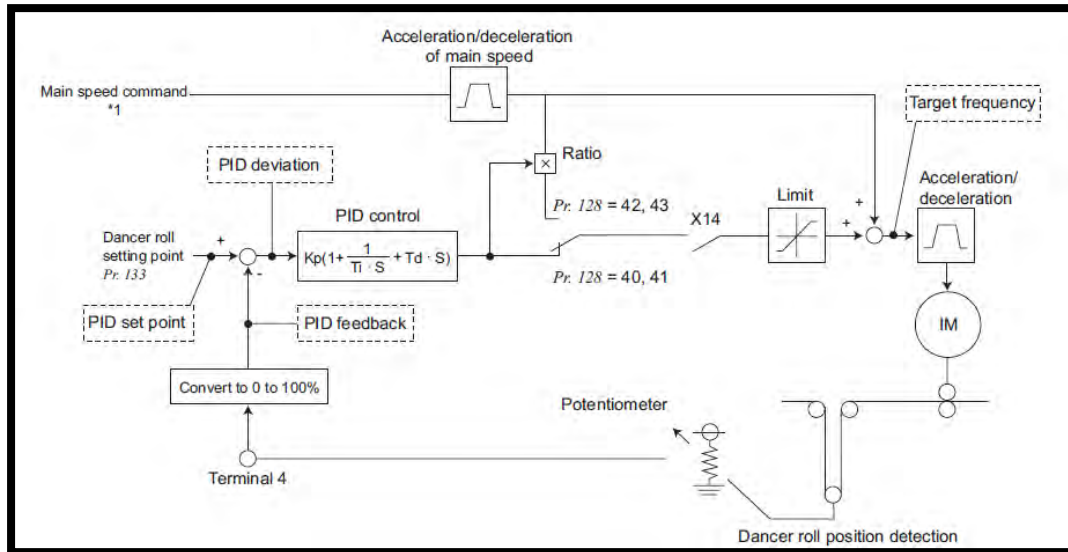 Acceleration/deceleration
of main speed
Main speed command
*1
Target frequency
PID deviation
×
Ratio
Acceleration/
deceleration
Pr. 128 = 42, 43
Limit
PID control
X14
Dancer roll
setting point
Pr. 133
+
-
Kp(1+ 1/(Ti · S) + Td · S)
+
+
Pr. 128 = 40, 41
PID set point
PID feedback
IM
Convert to 0 to 100%
Potentiometer
Terminal 4
Dancer roll position detection